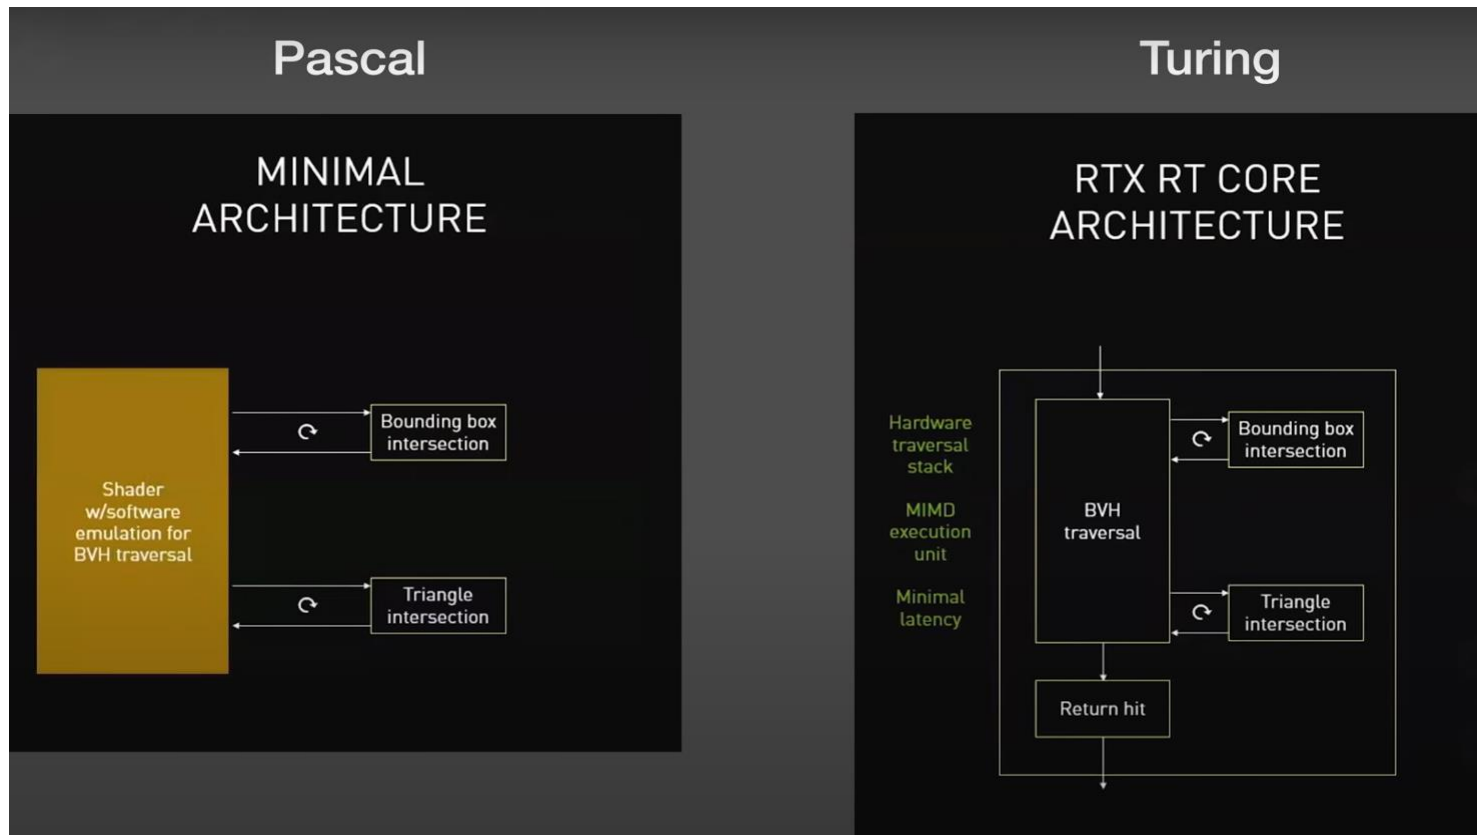 Pascal
MINIMAL
ARCHITECTURE
Shader
w/software
emulation for
BVH traversal
Bounding box
intersection
Triangle
intersection
Turing
RTX RT CORE
ARCHITECTURE
Hardware
traversal
stack
MIMD
execution
unit
Minimal
latency
BVH
traversal
Bounding box
intersection
Triangle
intersection
Return hit